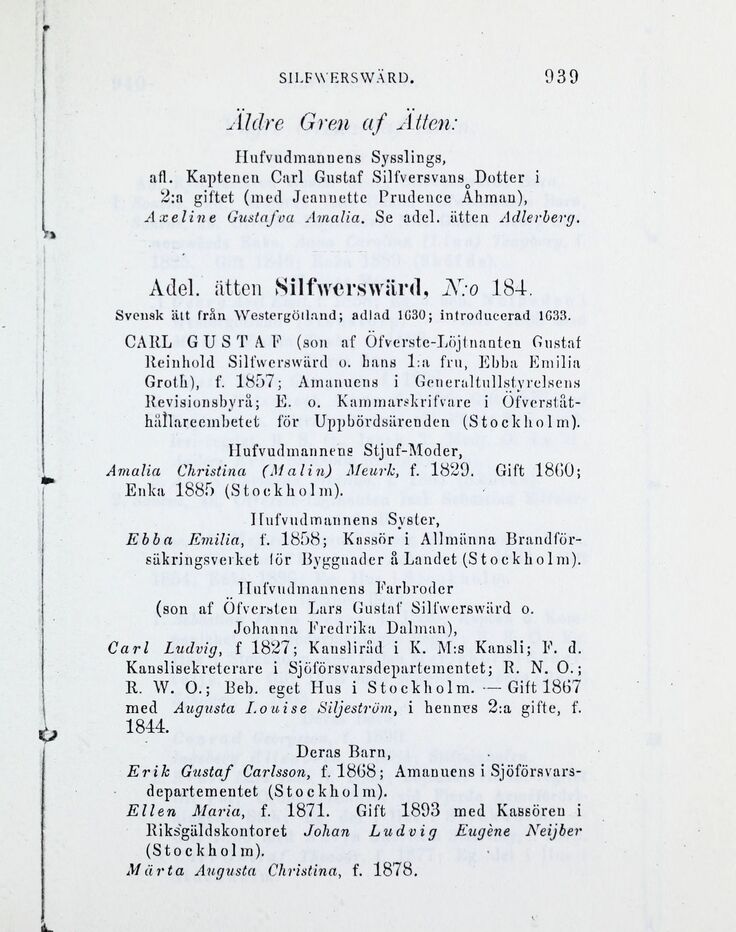 SILFWERSWÄRD. 939
Äldre Gren af Ätten:
Hufvudmannens Sysslings,
afl. Kaptenen Carl Gustaf Silfversvans Dotter i
2:a giftet (med Jeannette Prudence Åhman),
Axeline Gustafva Amalia. Se adel. ätten Adlerberg.
Adel. ätten Silfwerswärd, N:o 184.
Svensk ätt från Westergötland; adlad 1630; introducerad 1633.
CARL GUSTAF (son af Öfverste-Löjtnanten Gustaf
Reinhold Silfwerswärd o. hans 1:a fru, Ebba Emilia
Groth), f. 1857; Amanuens i Generaltullstyrelsens
Revisionsbyrå; E. o. Kammarskrifvare i Öfverståt-
hållareembetet för Uppbördsärenden (Stockholm).
Hufvudmannens Stjuf-Moder,
Amalia Christina (Malin) Meurk, f. 1829. Gift 1860;
Enka 1885 (Stockholm).
Hufvudmannens Syster,
Ebba Emilia, f. 1858; Kassör i Allmänna Brandför-
säkringsverket för Byggnader å Landet (Stockholm).
Hufvudmannens Farbroder
(son af Öfversten Lars Gustaf Silfwerswärd o.
Johanna Fredrika Dalman),
Carl Ludvig, f 1827; Kansliråd i K. M:s Kansli; F. d.
Kanslisekreterare i Sjöförsvarsdepartementet; R. N. O.;
R. W. O.; Beb. eget Hus i Stockholm. — Gift 1867
med Augusta Louise Siljeström, i hennes 2:a gifte, f.
1844.
Deras Barn,
Erik Gustaf Carlsson, f. 1868; Amanuens i Sjöförsvars-
departementet (Stockholm).
Ellen Maria, f. 1871. Gift 1893 med Kassören i
Riksgäldskontoret Johan Ludvig Eugène Neijber
(Stockholm).
Märta Augusta Christina, f. 1878.